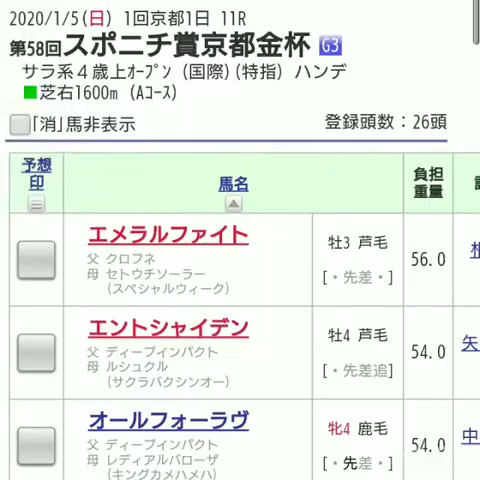 2020/1/5(日) 1回京都1日 11R
第58回スポニチ賞京都金杯 G3
サラ系４歳上ｵｰﾌﾟﾝ (国際)(特指) ハンデ
■芝右1600m (Aｺｰｽ)
「消」馬非表示 登録頭数：26頭
予想印 馬名 負担重量
エメラルファイト 牡3 芦毛 56.0
父 クロフネ
母 セトウチソーラー [・先差・]
(スペシャルウィーク)
エントシャイデン 牡4 芦毛 54.0 矢
父 ディープインパクト
母 ルシュクル [・先差追]
(サクラバクシンオー)
オールフォーラヴ 牝4 鹿毛 54.0 中
父 ディープインパクト
母 レディアルバローザ [・先差・]
(キングカメハメハ)